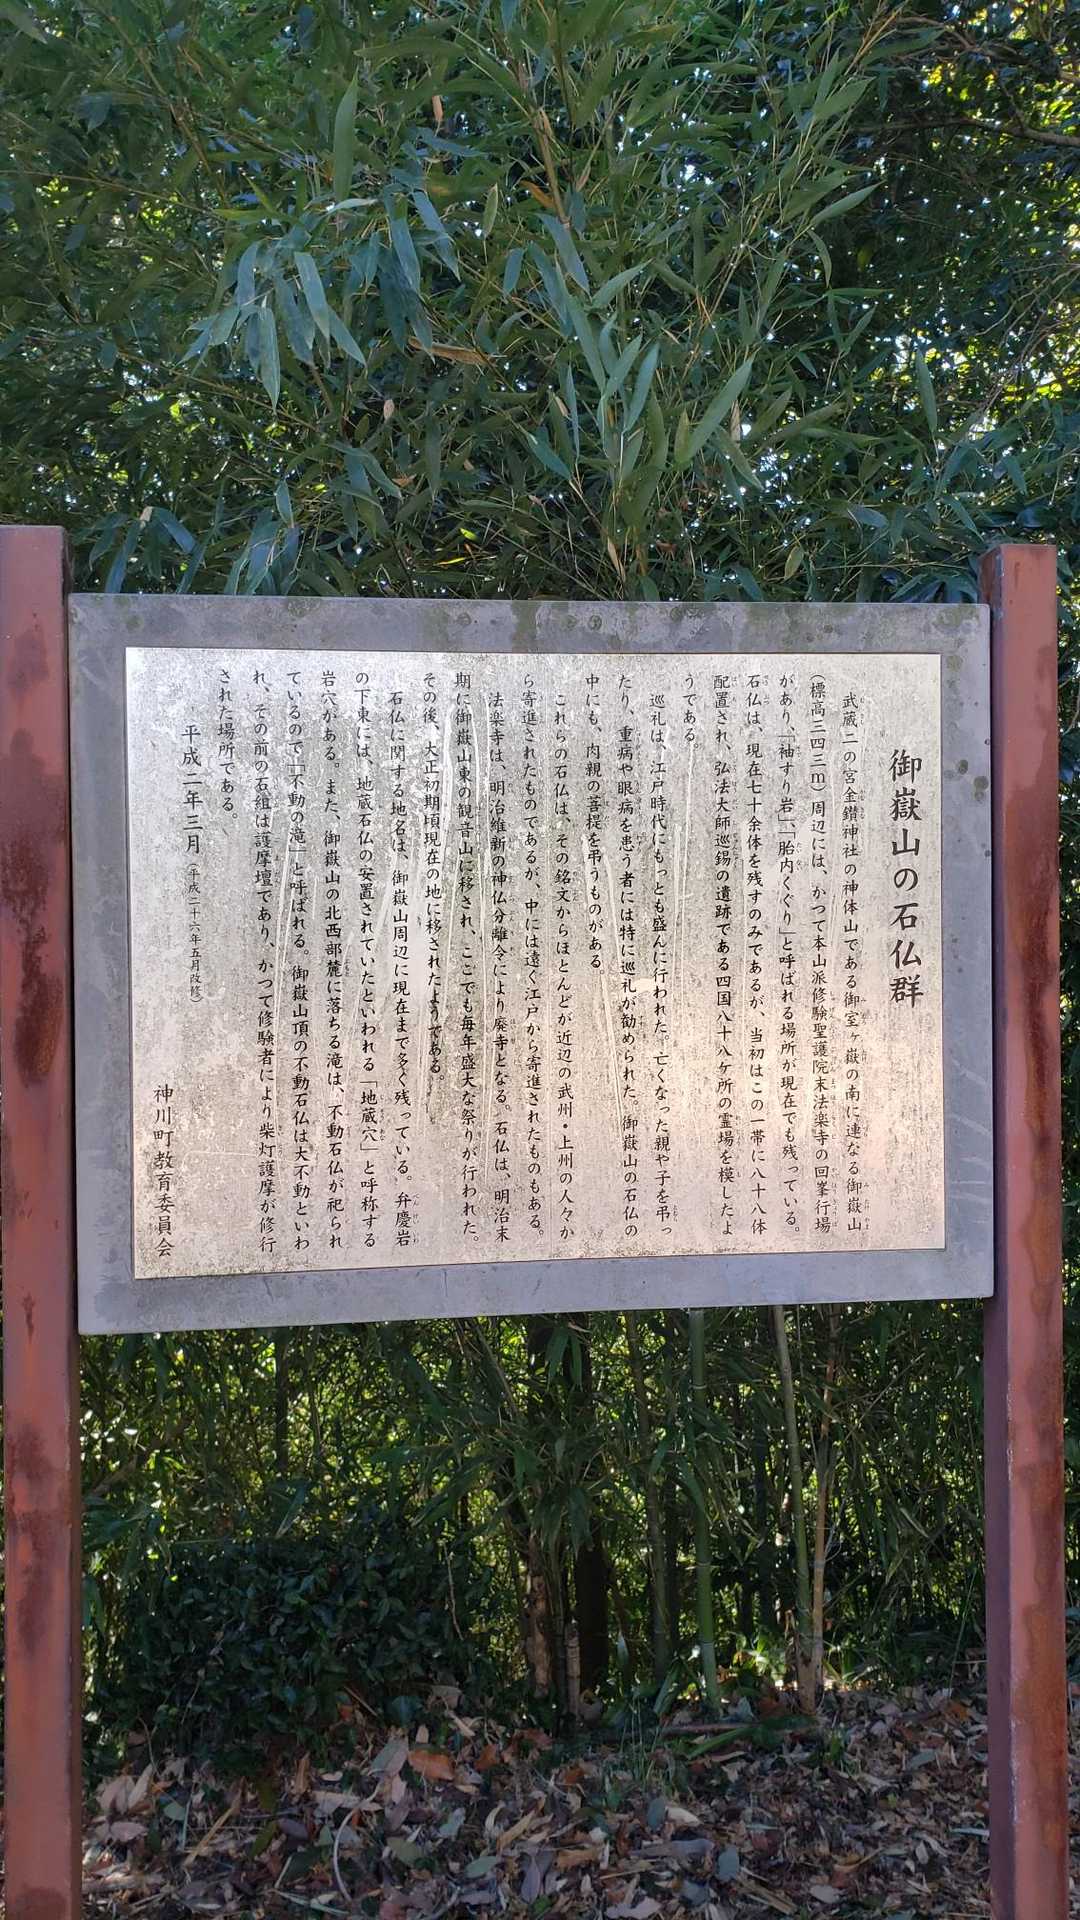 御嶽山の石仏群
武蔵二の宮金鑚神社の神体山である御室ヶ嶽の南に連なる御嶽山
(標高三四三m)周辺には、かつて本山派修験聖護院末法楽寺の回峯行場
があり、「袖すり岩」、「胎内くぐり」と呼ばれる場所が現在でも残っている。
石仏は、現在七十余体を残すのみであるが、当初はこの一帯に八十八体
配置され、弘法大師巡錫の遺跡である四国八十八ヶ所の霊場を模したよ
うである。
巡礼は、江戸時代にもっとも盛んに行われた。亡くなった親や子を弔っ
たり、重病や眼病を患う者には特に巡礼が勧められた。御嶽山の石仏の
中にも、肉親の菩提を弔うものがある
これらの石仏は、その銘文からほとんどが近辺の武州・上州の人々か
ら寄進されたものであるが、中には遠く江戸から寄進されたものもある。
法楽寺は、明治維新の神仏分離令により廃寺となる。石仏は、明治末
期に御嶽山東の観音山に移され、ここでも毎年盛大な祭りが行われた。
その後、大正初期頃現在の地に移されたようである。
石仏に関する地名は、御嶽山周辺に現在まで多く残っている。弁慶岩
の下東には、地蔵石仏の安置されていたといわれる「地蔵穴」と呼称する
岩穴がある。また、御嶽山の北西部麓に落ちる滝は、不動石仏が祀られ
ているので「不動の滝」と呼ばれる。御嶽山頂の不動石仏は大不動といわ
れ、その前の石組は護摩壇であり、かつて修験者により柴灯護摩が修行
された場所である。
平成二年三月(平成二十六年五月改修)
神川町教育委員会